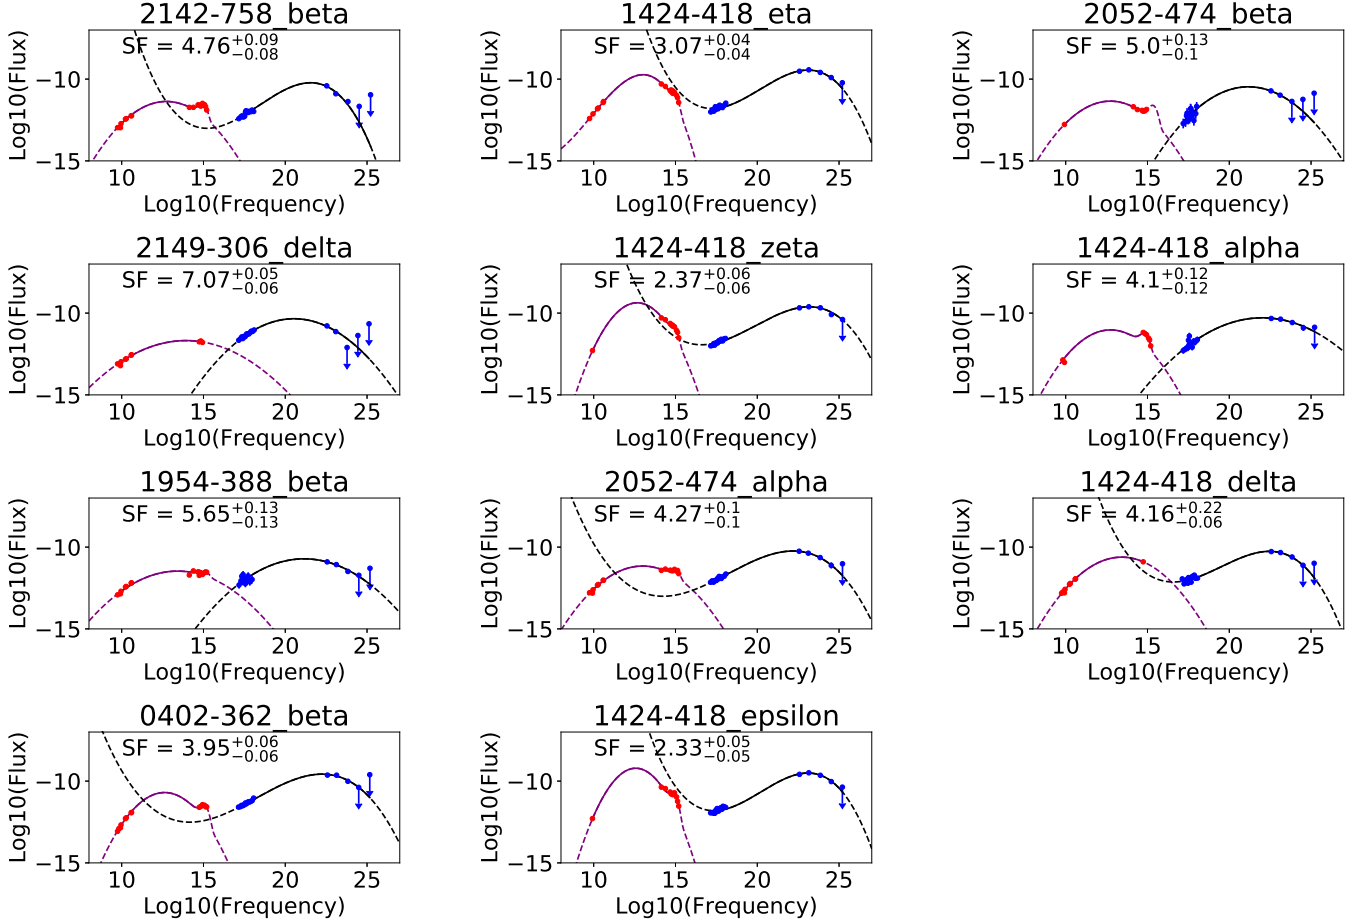 2142-758_beta
SF = 4.76+0.09 −0.08
Log10(Flux)
−10
−15
10 15 20 25
Log10(Frequency)
1424-418_eta
SF = 3.07+0.04 −0.04
Log10(Flux)
−10
−15
10 15 20 25
Log10(Frequency)
2052-474_beta
SF = 5.0+0.13 −0.1
Log10(Flux)
−10
−15
10 15 20 25
Log10(Frequency)
2149-306_delta
SF = 7.07+0.05 −0.06
Log10(Flux)
−10
−15
10 15 20 25
Log10(Frequency)
1424-418_zeta
SF = 2.37+0.06 −0.06
Log10(Flux)
−10
−15
10 15 20 25
Log10(Frequency)
1424-418_alpha
SF = 4.1+0.12 −0.12
Log10(Flux)
−10
−15
10 15 20 25
Log10(Frequency)
1954-388_beta
SF = 5.65+0.13 −0.13
Log10(Flux)
−10
−15
10 15 20 25
Log10(Frequency)
2052-474_alpha
SF = 4.27+0.1 −0.1
Log10(Flux)
−10
−15
10 15 20 25
Log10(Frequency)
1424-418_delta
SF = 4.16+0.22 −0.06
Log10(Flux)
−10
−15
10 15 20 25
Log10(Frequency)
0402-362_beta
SF = 3.95+0.06 −0.06
Log10(Flux)
−10
−15
10 15 20 25
Log10(Frequency)
1424-418_epsilon
SF = 2.33+0.05 −0.05
Log10(Flux)
−10
−15
10 15 20 25
Log10(Frequency)